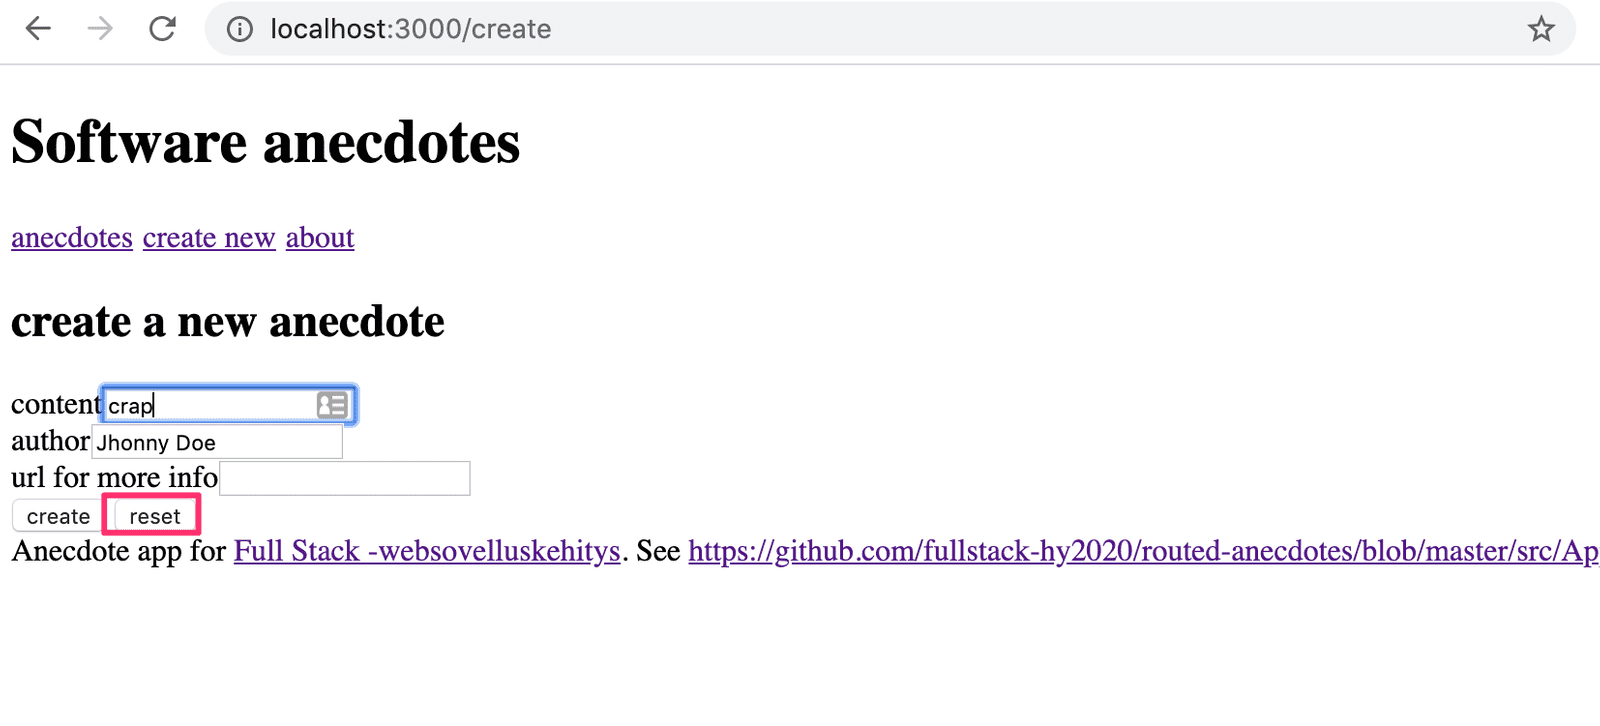 localhost:3000/create
Software anecdotes
anecdotes create new about
create a new anecdote
content crap
author Jhonny Doe
url for more info
create reset
Anecdote app for Full Stack -websovelluskehitys. See https://github.com/fullstack-hy2020/routed-anecdotes/blob/master/src/Ap